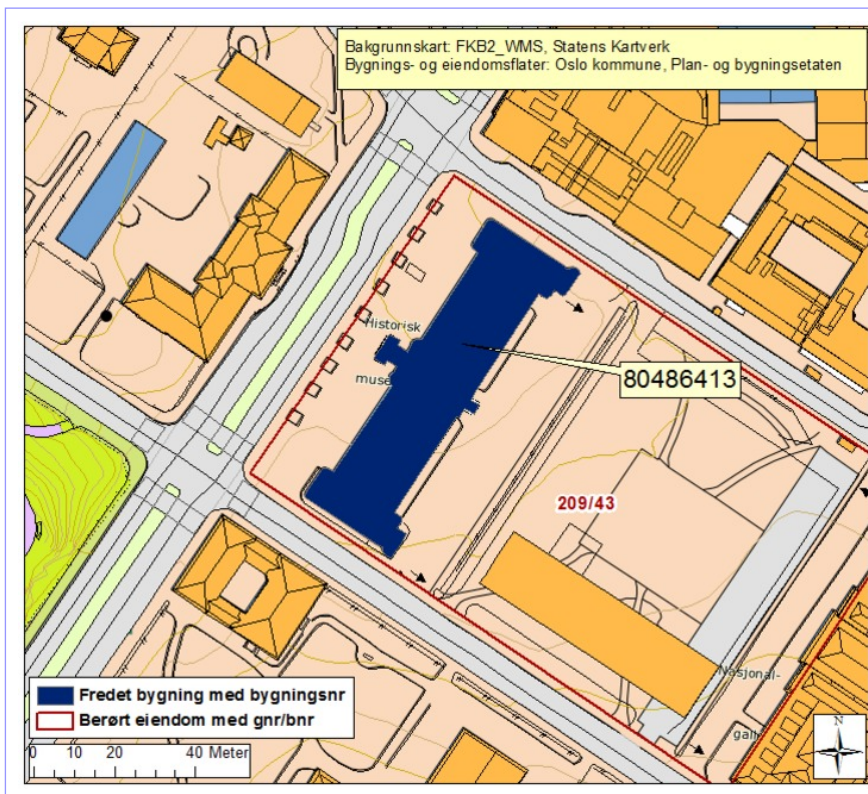 Bakgrunnskart: FKB2_WMS, Statens Kartverk
Bygnings- og eiendomsflater: Oslo kommune, Plan- og bygningsetaten
Historisk
muse
80486413
209/43
Nasjonal-
gall
Fredet bygning med bygningsnr
Berørt eiendom med gnr/bnr
0 10 20 40 Meter
N